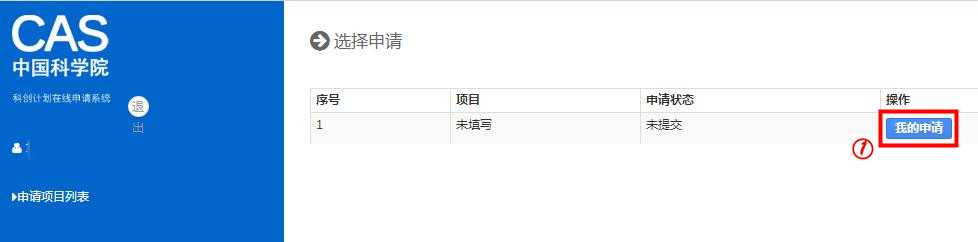 CAS
中国科学院
科创计划在线申请系统
退
出
申请项目列表
选择申请
序号 项目 申请状态 操作
1 未填写 未提交 我的申请
①